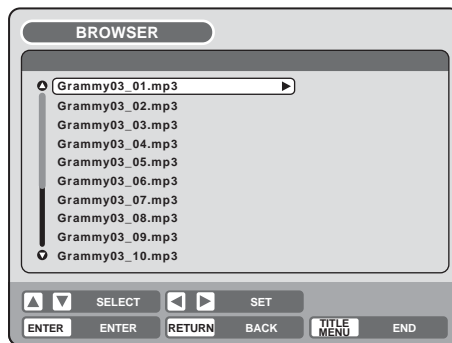 BROWSER
Grammy03_01.mp3
Grammy03_02.mp3
Grammy03_03.mp3
Grammy03_04.mp3
Grammy03_05.mp3
Grammy03_06.mp3
Grammy03_07.mp3
Grammy03_08.mp3
Grammy03_09.mp3
Grammy03_10.mp3
SELECT SET
ENTER ENTER RETURN BACK TITLE MENU END